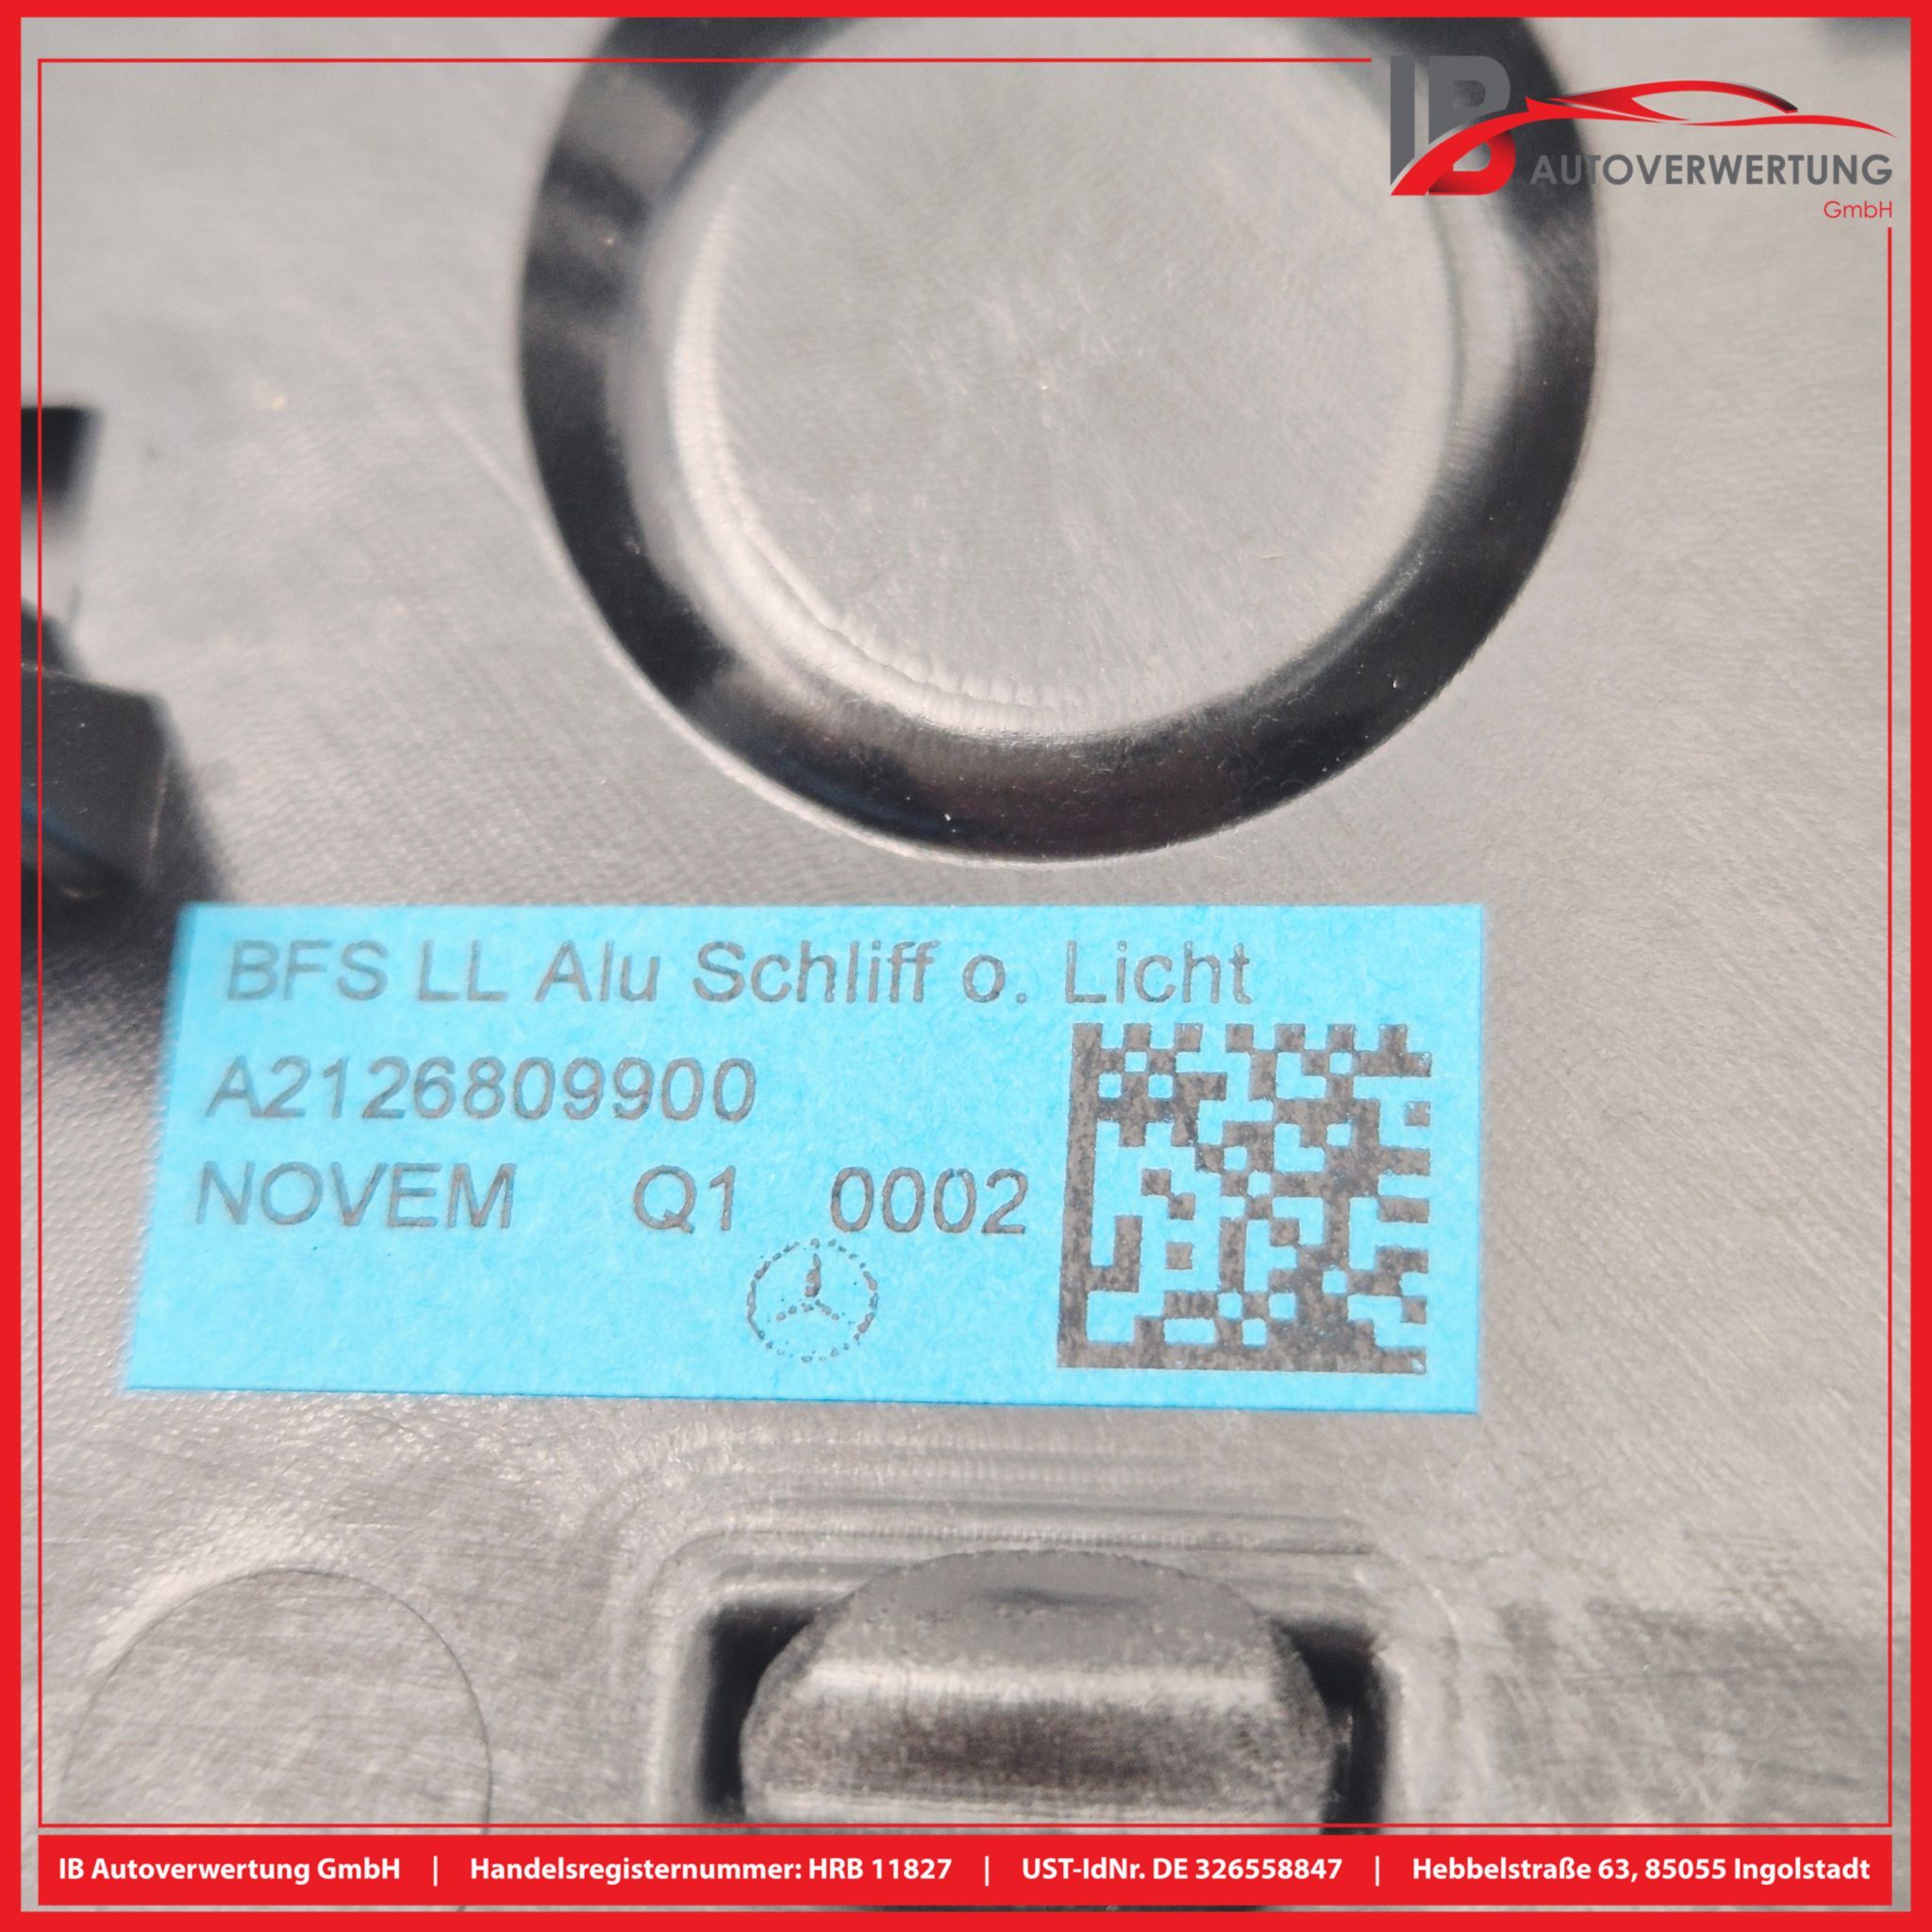 IB
AUTOVERWERTUNG
GmbH
BFS LL Alu Schliff o. Licht
A2126809900
NOVEM Q1 0002
IB Autoverwertung GmbH | Handelsregisternummer: HRB 11827 | UST-IdNr. DE 326558847 | Hebbelstraße 63, 85055 Ingolstadt